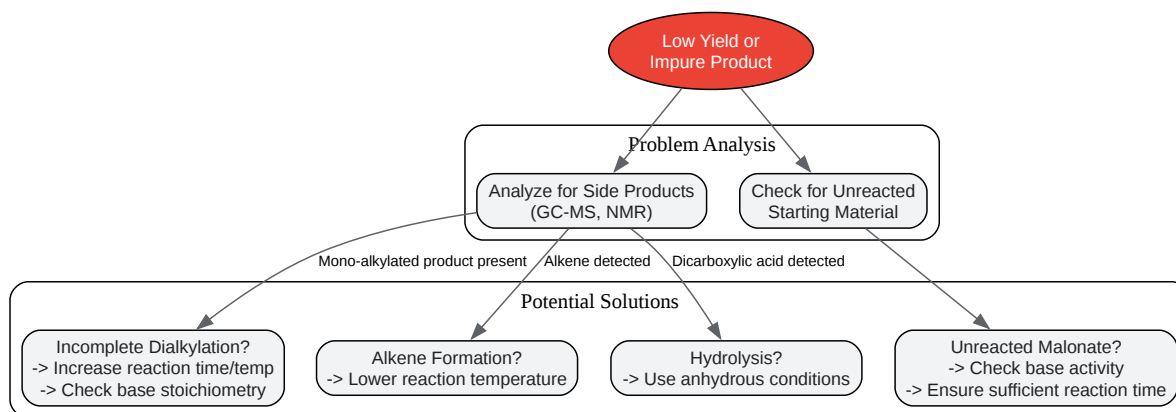 Low Yield or
Impure Product
Problem Analysis
Analyze for Side Products
(GC-MS, NMR)
Check for Unreacted
Starting Material
Mono-alkylated product present
Alkene detected
Dicarboxylic acid detected
Potential Solutions
Incomplete Dialkylation?
-> Increase reaction time/temp
-> Check base stoichiometry
Alkene Formation?
-> Lower reaction temperature
Hydrolysis?
-> Use anhydrous conditions
Unreacted Malonate?
-> Check base activity
-> Ensure sufficient reaction time